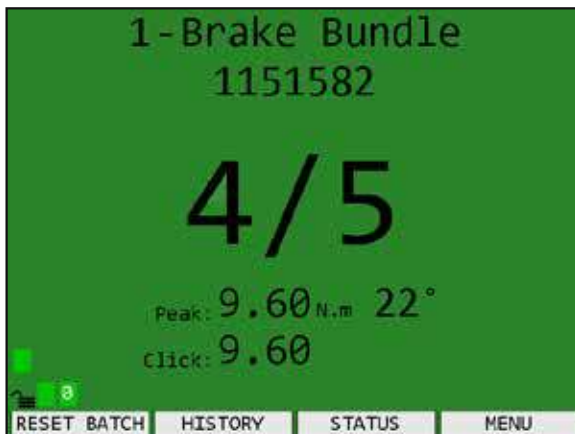 1-Brake Bundle
1151582
4/5
Peak: 9.60 N.m 22°
Click: 9.60
0
RESET BATCH HISTORY STATUS MENU